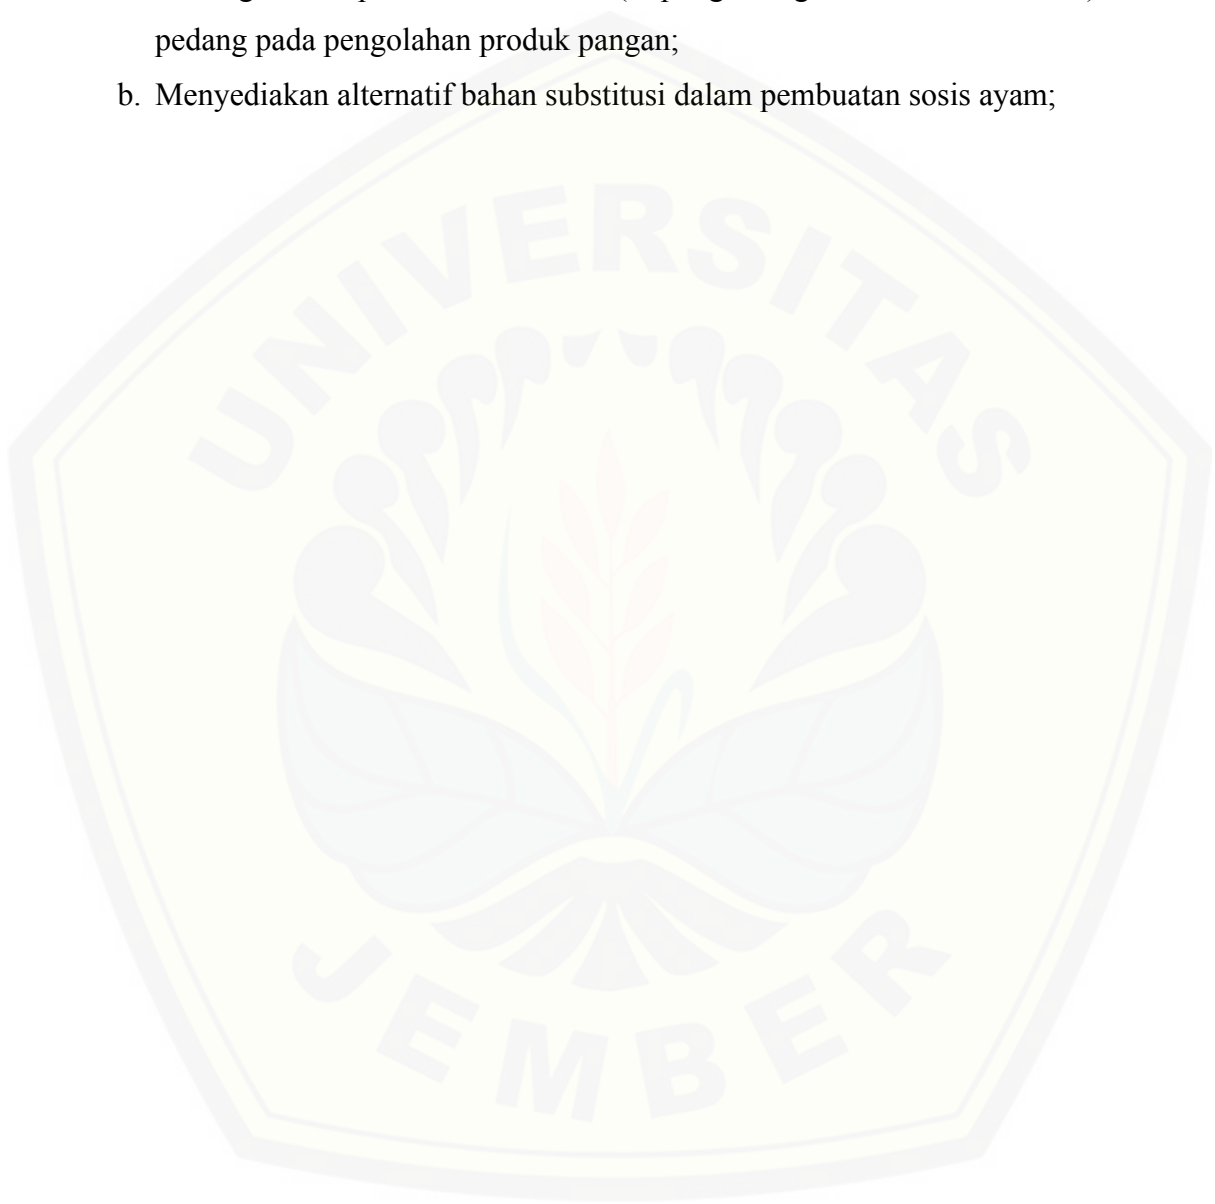 pedang pada pengolahan produk pangan;
b. Menyediakan alternatif bahan substitusi dalam pembuatan sosis ayam;
UNIVERSITAS
JEMBER